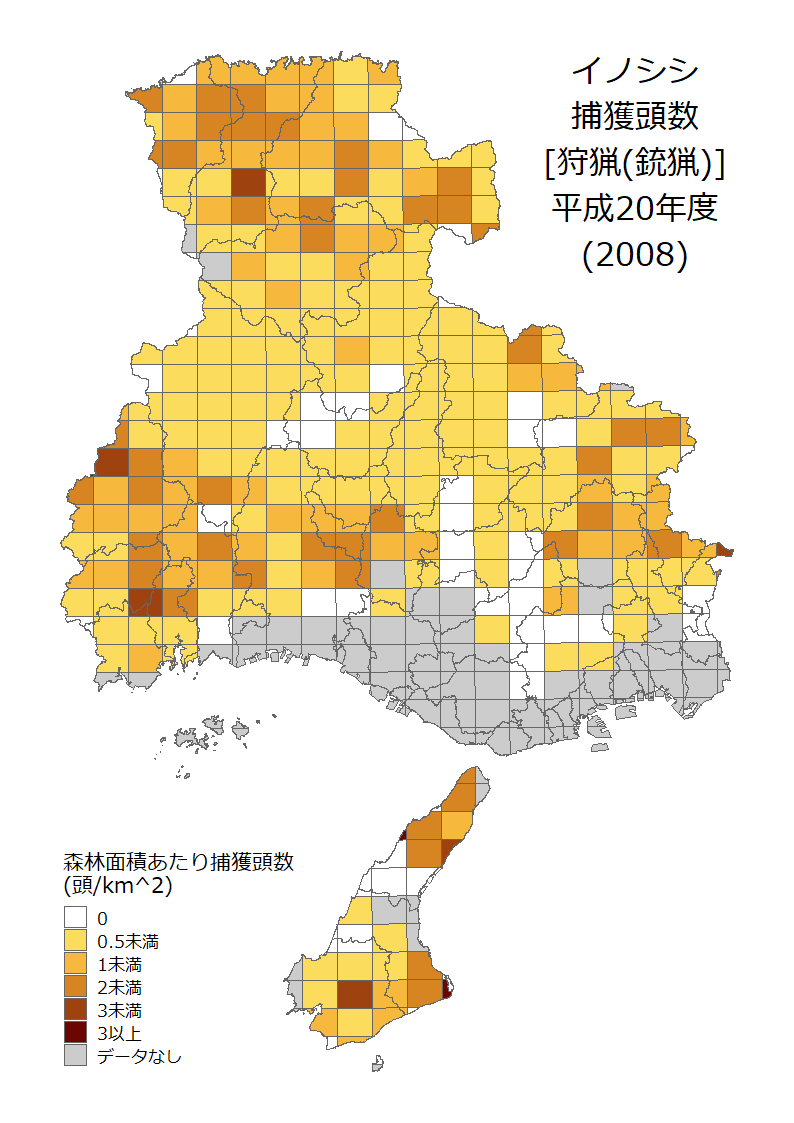 イノシシ
捕獲頭数
[狩猟(銃猟)]
平成20年度
(2008)
森林面積あたり捕獲頭数
(頭/km^2)
0
0.5未満
1未満
2未満
3未満
3以上
データなし